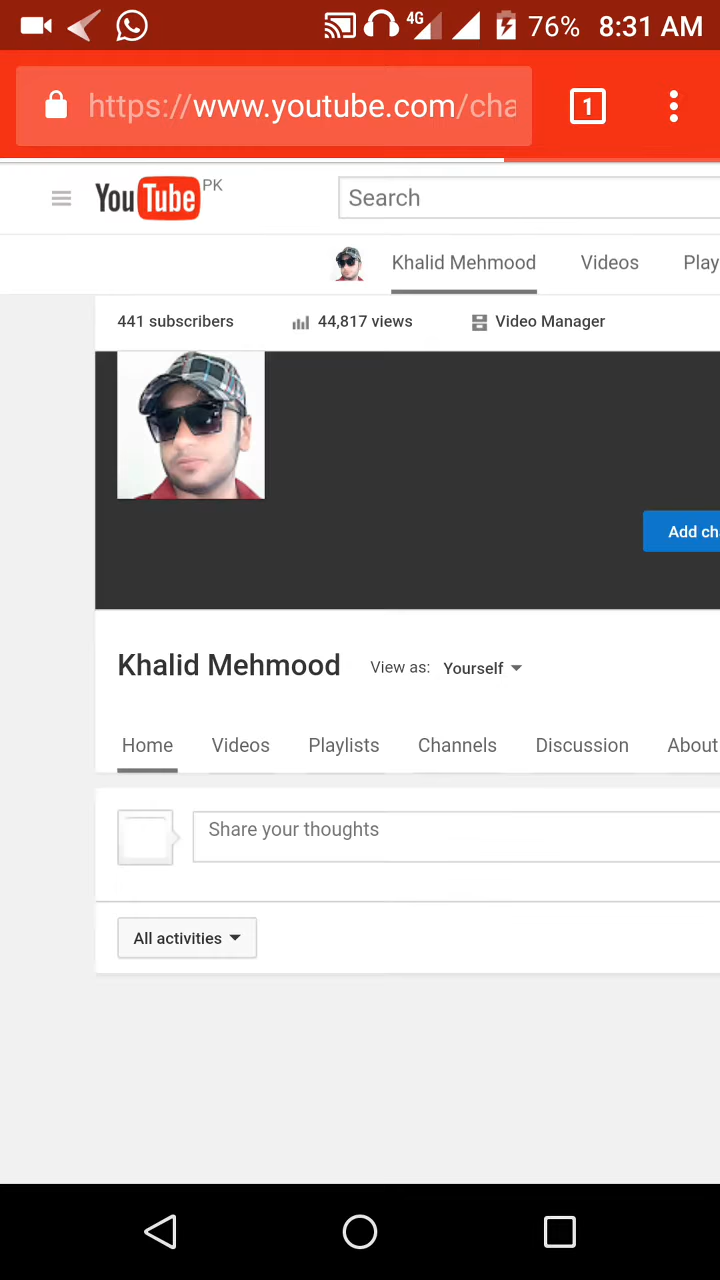 4G 76% 8:31 AM
https://www.youtube.com/cha
1
YouTube PK
Search
Khalid Mehmood Videos Play
441 subscribers 44,817 views Video Manager
Add cha
Khalid Mehmood View as: Yourself
Home Videos Playlists Channels Discussion About
Share your thoughts
All activities